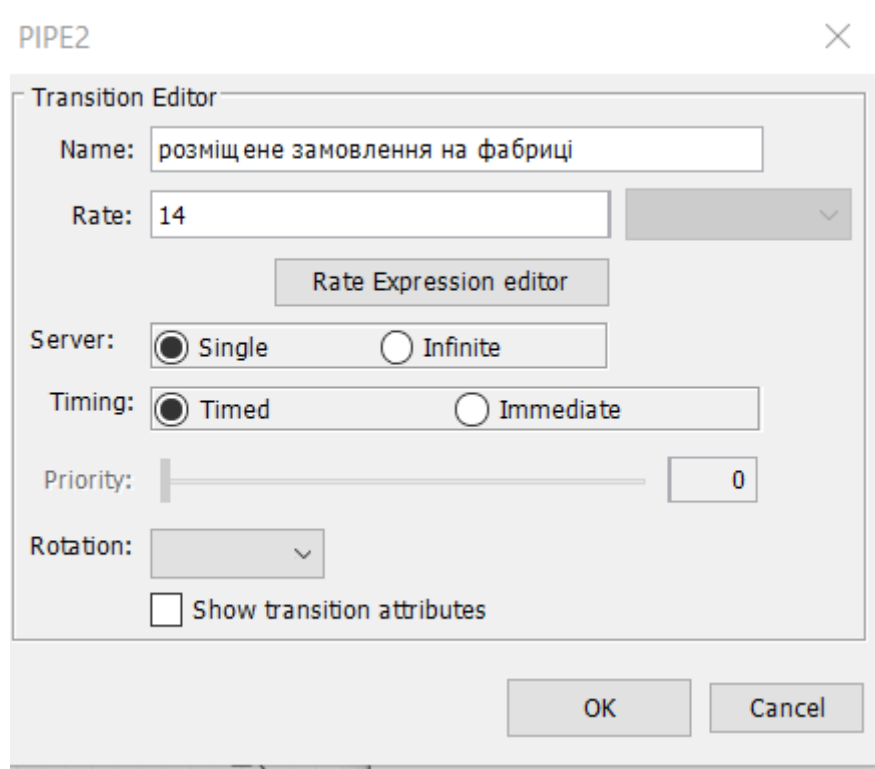 PIPE2
Transition Editor
Name: розміщене замовлення на фабриці
Rate: 14
Rate Expression editor
Server: Single Infinite
Timing: Timed Immediate
Priority: 0
Rotation:
Show transition attributes
OK Cancel